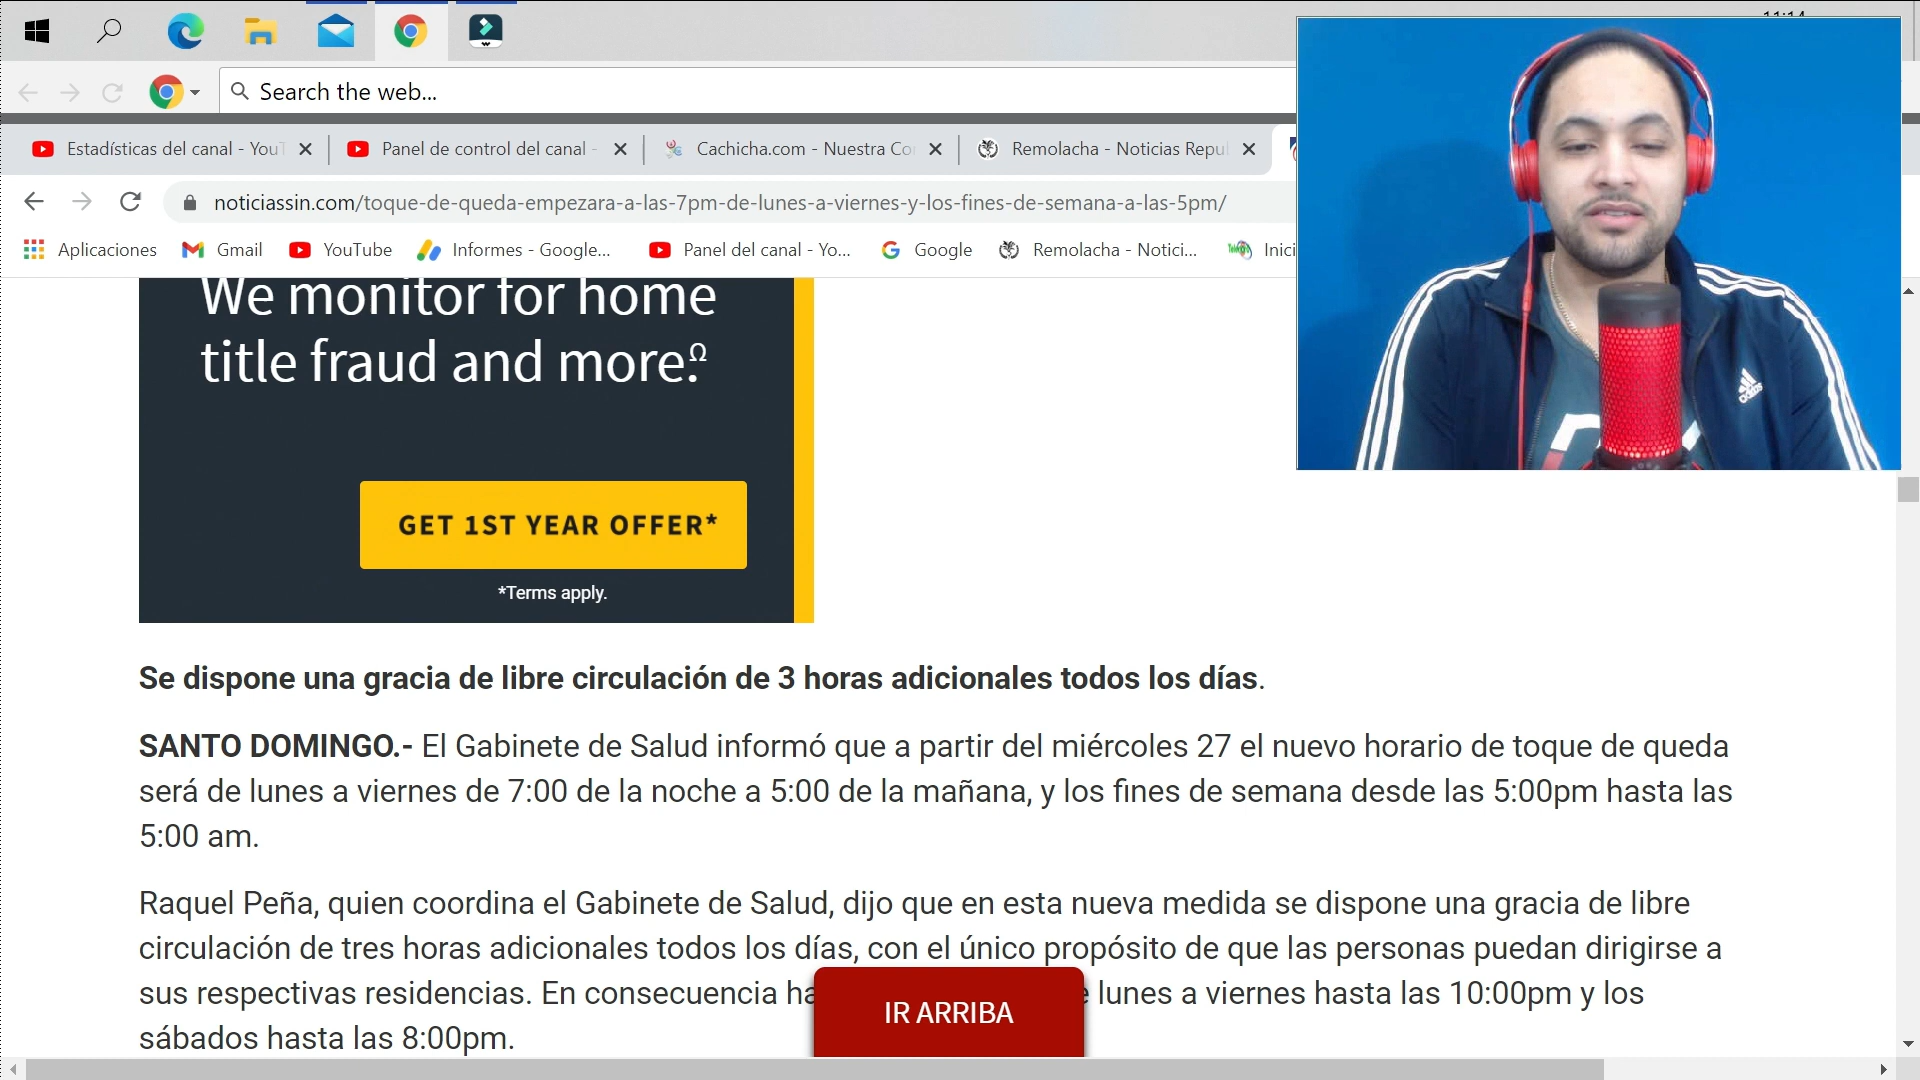 Search the web...
Estadísticas del canal - YouT
Panel de control del canal -
Cachicha.com - Nuestra Co
Remolacha - Noticias Repu
noticiassin.com/toque-de-queda-empezara-a-las-7pm-de-lunes-a-viernes-y-los-fines-de-semana-a-las-5pm/
Aplicaciones
Gmail
YouTube
Informes - Google...
Panel del canal - Yo...
Google
Remolacha - Notici...
Inici
adidas
We monitor for home
title fraud and more.Ω
GET 1ST YEAR OFFER*
*Terms apply.
Se dispone una gracia de libre circulación de 3 horas adicionales todos los días.
SANTO DOMINGO.- El Gabinete de Salud informó que a partir del miércoles 27 el nuevo horario de toque de queda
será de lunes a viernes de 7:00 de la noche a 5:00 de la mañana, y los fines de semana desde las 5:00pm hasta las
5:00 am.
Raquel Peña, quien coordina el Gabinete de Salud, dijo que en esta nueva medida se dispone una gracia de libre
circulación de tres horas adicionales todos los días, con el único propósito de que las personas puedan dirigirse a
sus respectivas residencias. En consecuencia ha lunes a viernes hasta las 10:00pm y los
IR ARRIBA
sábados hasta las 8:00pm.